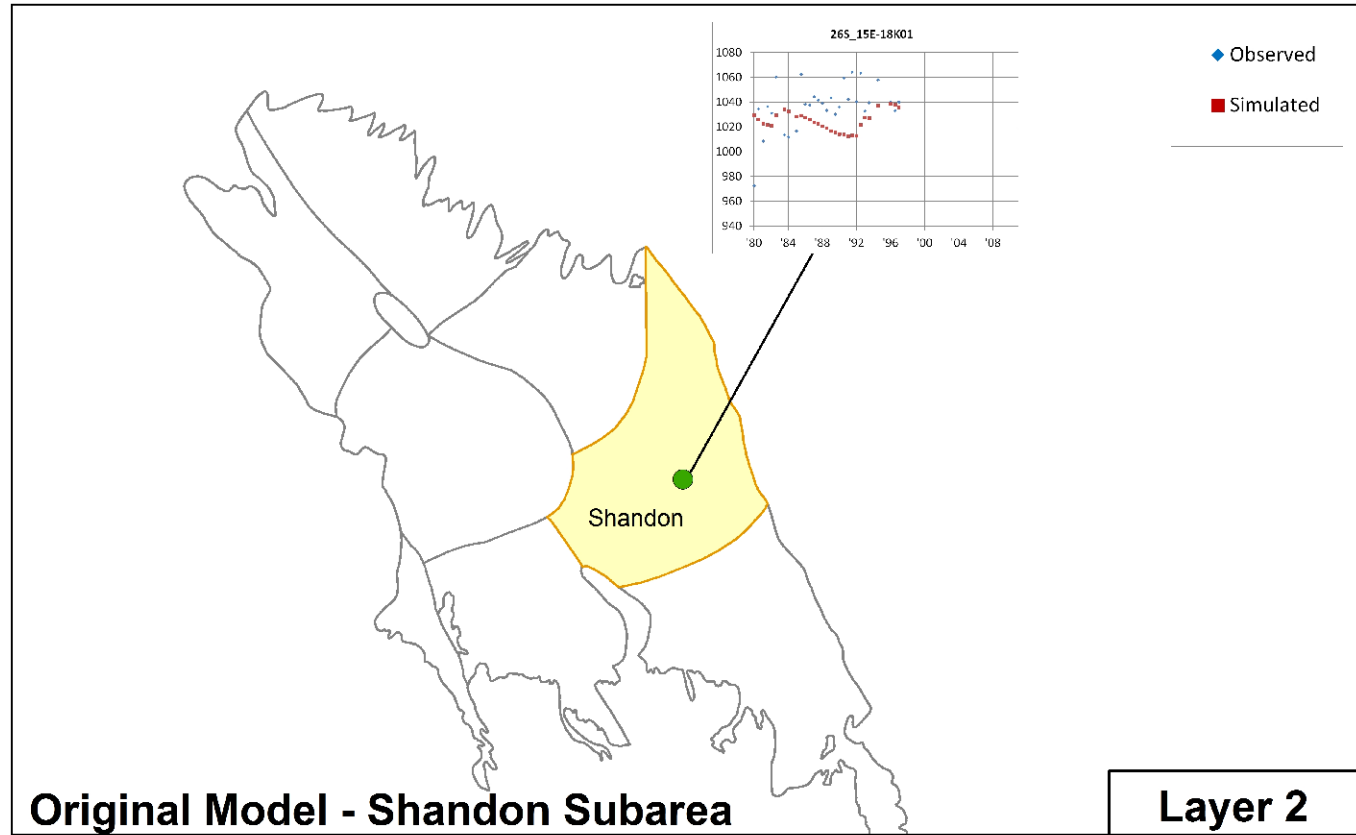 26S_15E-18K01
1080
1060
1040
1020
1000
980
960
940
'80 '84 '88 '92 '96 '00 '04 '08
Observed
Simulated
Shandon
Original Model - Shandon Subarea
Layer 2